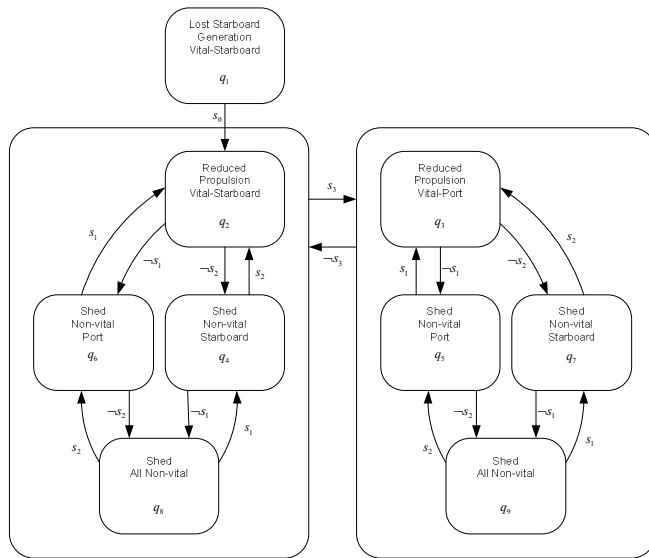 Lost Starboard
Generation
Vital-Starboard
q1
s0
Reduced
Propulsion
Vital-Starboard
q2
s3
¬s3
Reduced
Propulsion
Vital-Port
q3
s1
¬s1
¬s2
s2
s1
¬s1
¬s2
s2
Shed
Non-vital
Port
q6
Shed
Non-vital
Starboard
q4
Shed
Non-vital
Port
q5
Shed
Non-vital
Starboard
q7
s2
¬s2
¬s1
s1
s2
¬s2
¬s1
s1
Shed
All Non-vital
q8
Shed
All Non-vital
q9